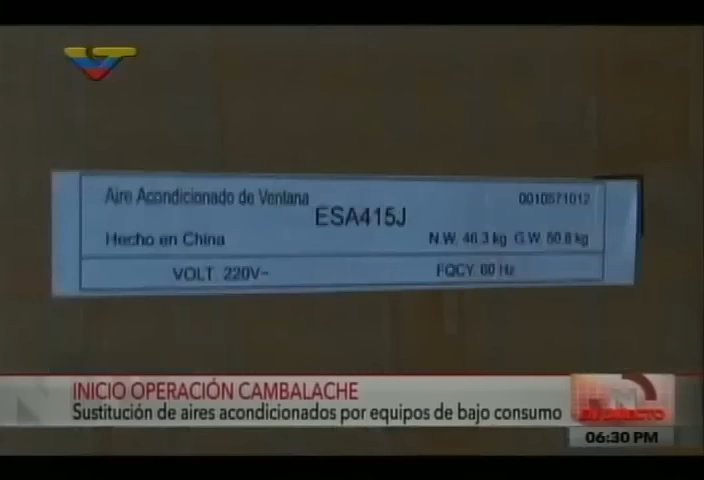 Aire Acondicionado de Ventana 0010571012
ESA415J
Hecho en China N.W. 46.3 kg G.W. 50.8 kg
VOLT 220V~ FQCY 60 Hz
INICIO OPERACIÓN CAMBALACHE
Sustitución de aires acondicionados por equipos de bajo consumo
EN DIRECTO
06:30 PM